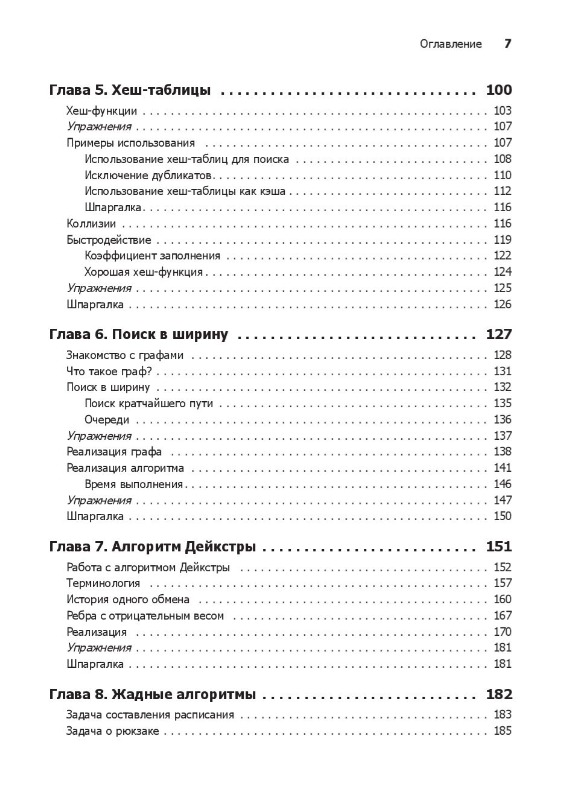 Оглавление 7
Глава 5. Хеш-таблицы . . . . . . . . . . . . . . . . . . . . . . . . . . . . . . . 100
Хеш-функции . . . . . . . . . . . . . . . . . . . . . . . . . . . . . . . 103
Упражнения . . . . . . . . . . . . . . . . . . . . . . . . . . . . . . . 107
Примеры использования . . . . . . . . . . . . . . . . . . . . . . . . . 107
Использование хеш-таблиц для поиска . . . . . . . . . . . . . . . . . 108
Исключение дубликатов . . . . . . . . . . . . . . . . . . . . . . . . 110
Использование хеш-таблицы как кэша . . . . . . . . . . . . . . . . . 112
Шпаргалка . . . . . . . . . . . . . . . . . . . . . . . . . . . . . . 116
Коллизии . . . . . . . . . . . . . . . . . . . . . . . . . . . . . . . 116
Быстродействие . . . . . . . . . . . . . . . . . . . . . . . . . . . . 119
Коэффициент заполнения . . . . . . . . . . . . . . . . . . . . . . . 122
Хорошая хеш-функция . . . . . . . . . . . . . . . . . . . . . . . . . 124
Упражнения . . . . . . . . . . . . . . . . . . . . . . . . . . . . . . 125
Шпаргалка . . . . . . . . . . . . . . . . . . . . . . . . . . . . . . 126
Глава 6. Поиск в ширину . . . . . . . . . . . . . . . . . . . . . . . . . . . . . 127
Знакомство с графами . . . . . . . . . . . . . . . . . . . . . . . . . 128
Что такое граф? . . . . . . . . . . . . . . . . . . . . . . . . . . . . 131
Поиск в ширину . . . . . . . . . . . . . . . . . . . . . . . . . . . . 132
Поиск кратчайшего пути . . . . . . . . . . . . . . . . . . . . . . . 135
Очереди . . . . . . . . . . . . . . . . . . . . . . . . . . . . . . . 136
Упражнения . . . . . . . . . . . . . . . . . . . . . . . . . . . . . . 137
Реализация графа . . . . . . . . . . . . . . . . . . . . . . . . . . . 138
Реализация алгоритма . . . . . . . . . . . . . . . . . . . . . . . . . 141
Время выполнения . . . . . . . . . . . . . . . . . . . . . . . . . . . 146
Упражнения . . . . . . . . . . . . . . . . . . . . . . . . . . . . . . 147
Шпаргалка . . . . . . . . . . . . . . . . . . . . . . . . . . . . . . 150
Глава 7. Алгоритм Дейкстры . . . . . . . . . . . . . . . . . . . . . . . . . . 151
Работа с алгоритмом Дейкстры . . . . . . . . . . . . . . . . . . . . . 152
Терминология . . . . . . . . . . . . . . . . . . . . . . . . . . . . . 157
История одного обмена . . . . . . . . . . . . . . . . . . . . . . . . 160
Ребра с отрицательным весом . . . . . . . . . . . . . . . . . . . . . 167
Реализация . . . . . . . . . . . . . . . . . . . . . . . . . . . . . . 170
Упражнения . . . . . . . . . . . . . . . . . . . . . . . . . . . . . . 181
Шпаргалка . . . . . . . . . . . . . . . . . . . . . . . . . . . . . . 181
Глава 8. Жадные алгоритмы . . . . . . . . . . . . . . . . . . . . . . . . . . 182
Задача составления расписания . . . . . . . . . . . . . . . . . . . . 183
Задача о рюкзаке . . . . . . . . . . . . . . . . . . . . . . . . . . . 185